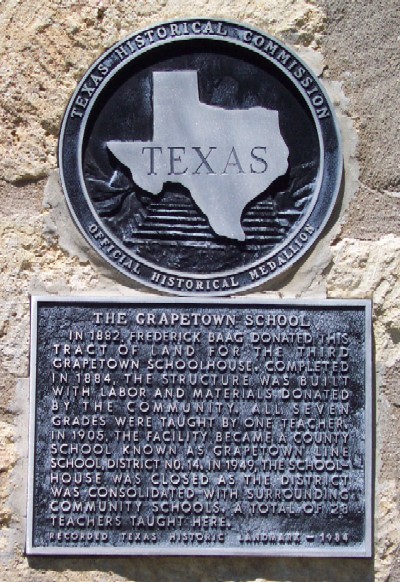 TEXAS HISTORICAL COMMISSION
TEXAS
OFFICIAL HISTORICAL MEDALLION
THE GRAPETOWN SCHOOL
IN 1882, FREDERICK BAAG DONATED THIS
TRACT OF LAND FOR THE THIRD
GRAPETOWN SCHOOLHOUSE. COMPLETED
IN 1884, THE STRUCTURE WAS BUILT
WITH LABOR AND MATERIALS DONATED
BY THE COMMUNITY. ALL SEVEN
GRADES WERE TAUGHT BY ONE TEACHER.
IN 1905, THE FACILITY BECAME A COUNTY
SCHOOL KNOWN AS GRAPETOWN LINE
SCHOOL, DISTRICT NO. 14. IN 1949, THE SCHOOL-
HOUSE WAS CLOSED AS THE DISTRICT
WAS CONSOLIDATED WITH SURROUNDING
COMMUNITY SCHOOLS. A TOTAL OF 28
TEACHERS TAUGHT HERE.
RECORDED TEXAS HISTORIC LANDMARK - 1984